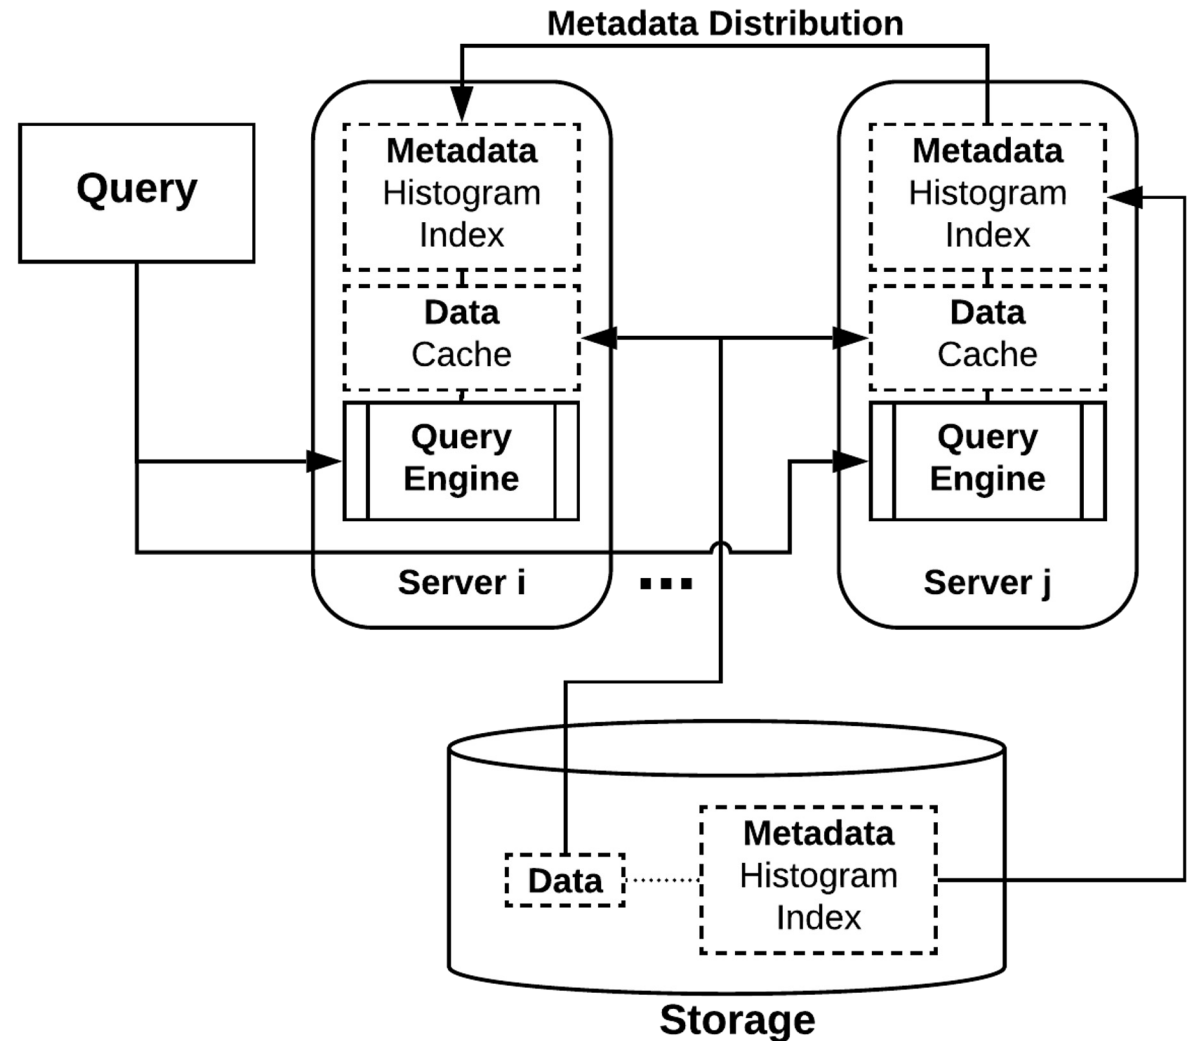 Metadata Distribution
Query
Metadata
Histogram
Index
Data
Cache
Query
Engine
Server i
...
Metadata
Histogram
Index
Data
Cache
Query
Engine
Server j
Data
Metadata
Histogram
Index
Storage